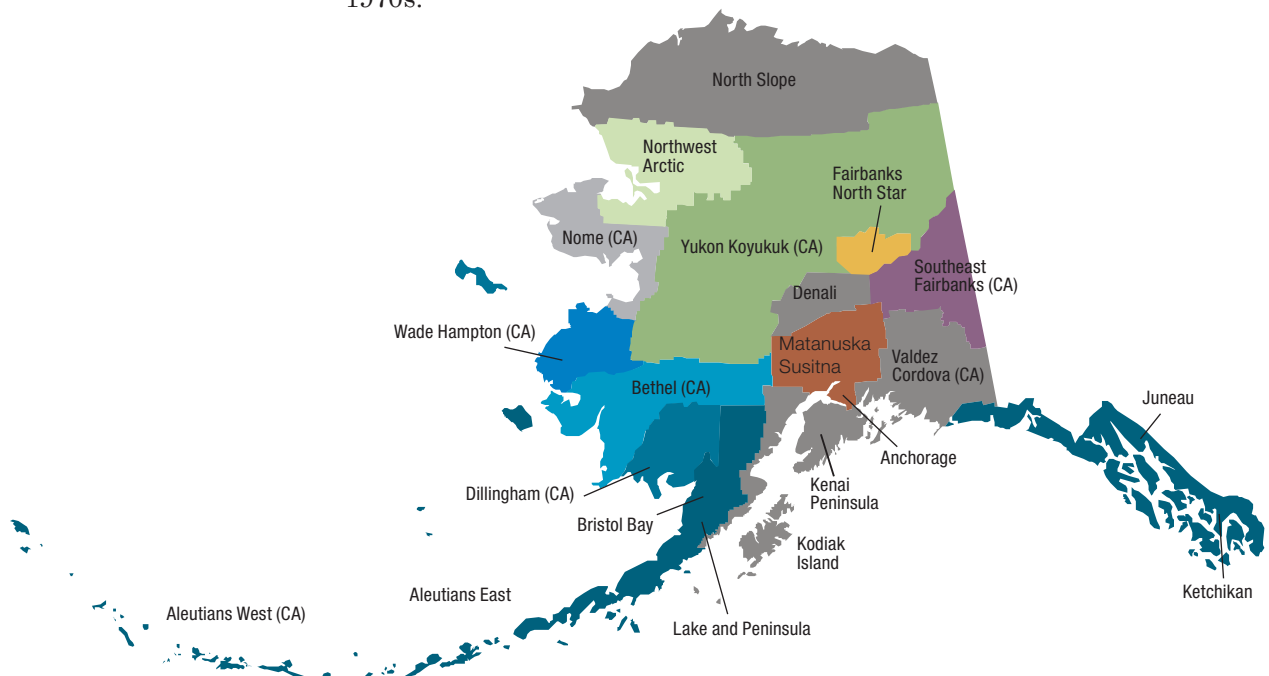 1970s.
North Slope
Northwest
Arctic
Fairbanks
North Star
Nome (CA)
Yukon Koyukuk (CA)
Southeast
Fairbanks (CA)
Denali
Wade Hampton (CA)
Matanuska
Susitna
Valdez
Cordova (CA)
Bethel (CA)
Juneau
Anchorage
Dillingham (CA)
Kenai
Peninsula
Bristol Bay
Kodiak
Island
Ketchikan
Aleutians East
Aleutians West (CA)
Lake and Peninsula